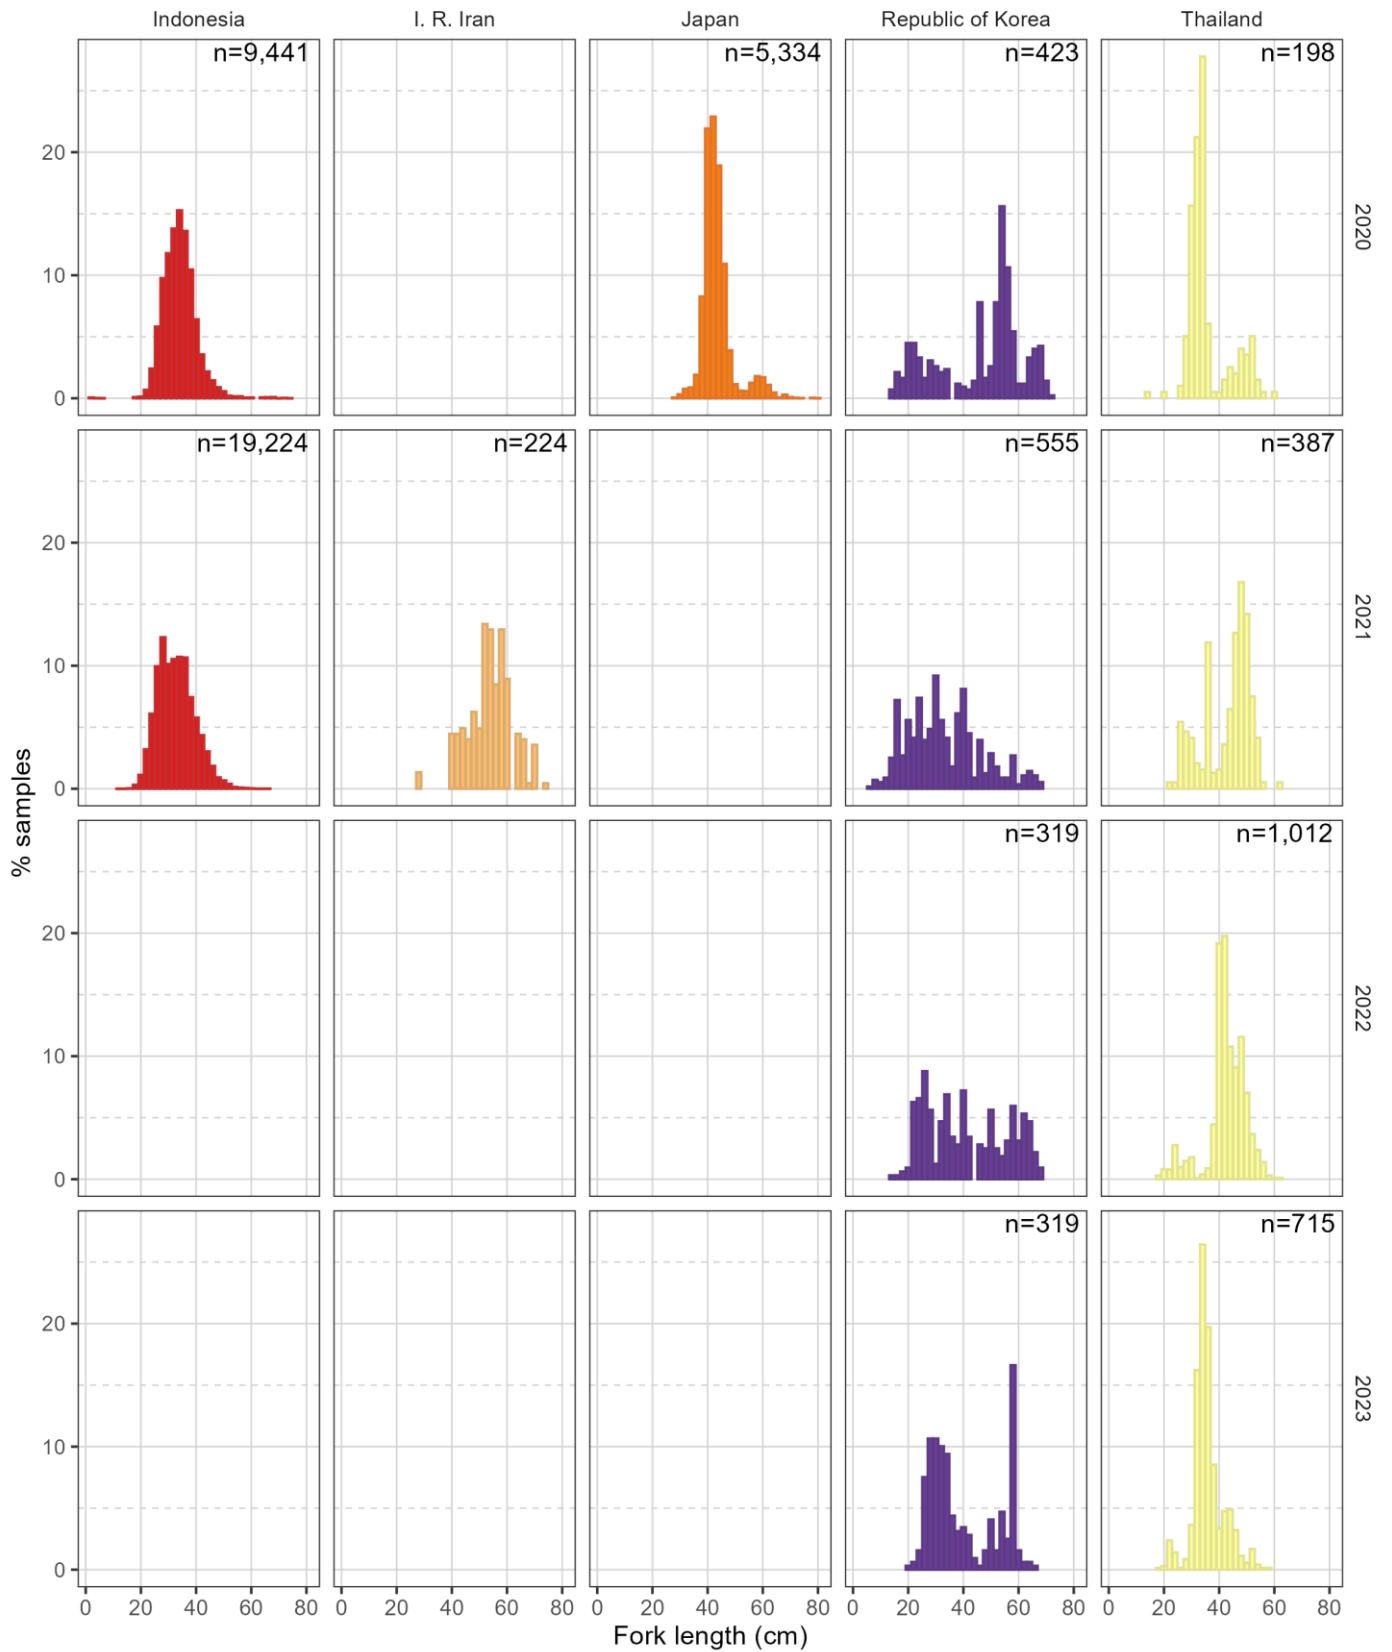 Indonesia I. R. Iran Japan Republic of Korea Thailand
n=9,441 n=5,334 n=423 n=198
20
10
0
2020
n=19,224 n=224 n=555 n=387
20
10
0
2021
% samples
n=319 n=1,012
20
10
0
2022
n=319 n=715
20
10
0
2023
0 20 40 60 80 0 20 40 60 80 0 20 40 60 80 0 20 40 60 80 0 20 40 60 80
Fork length (cm)